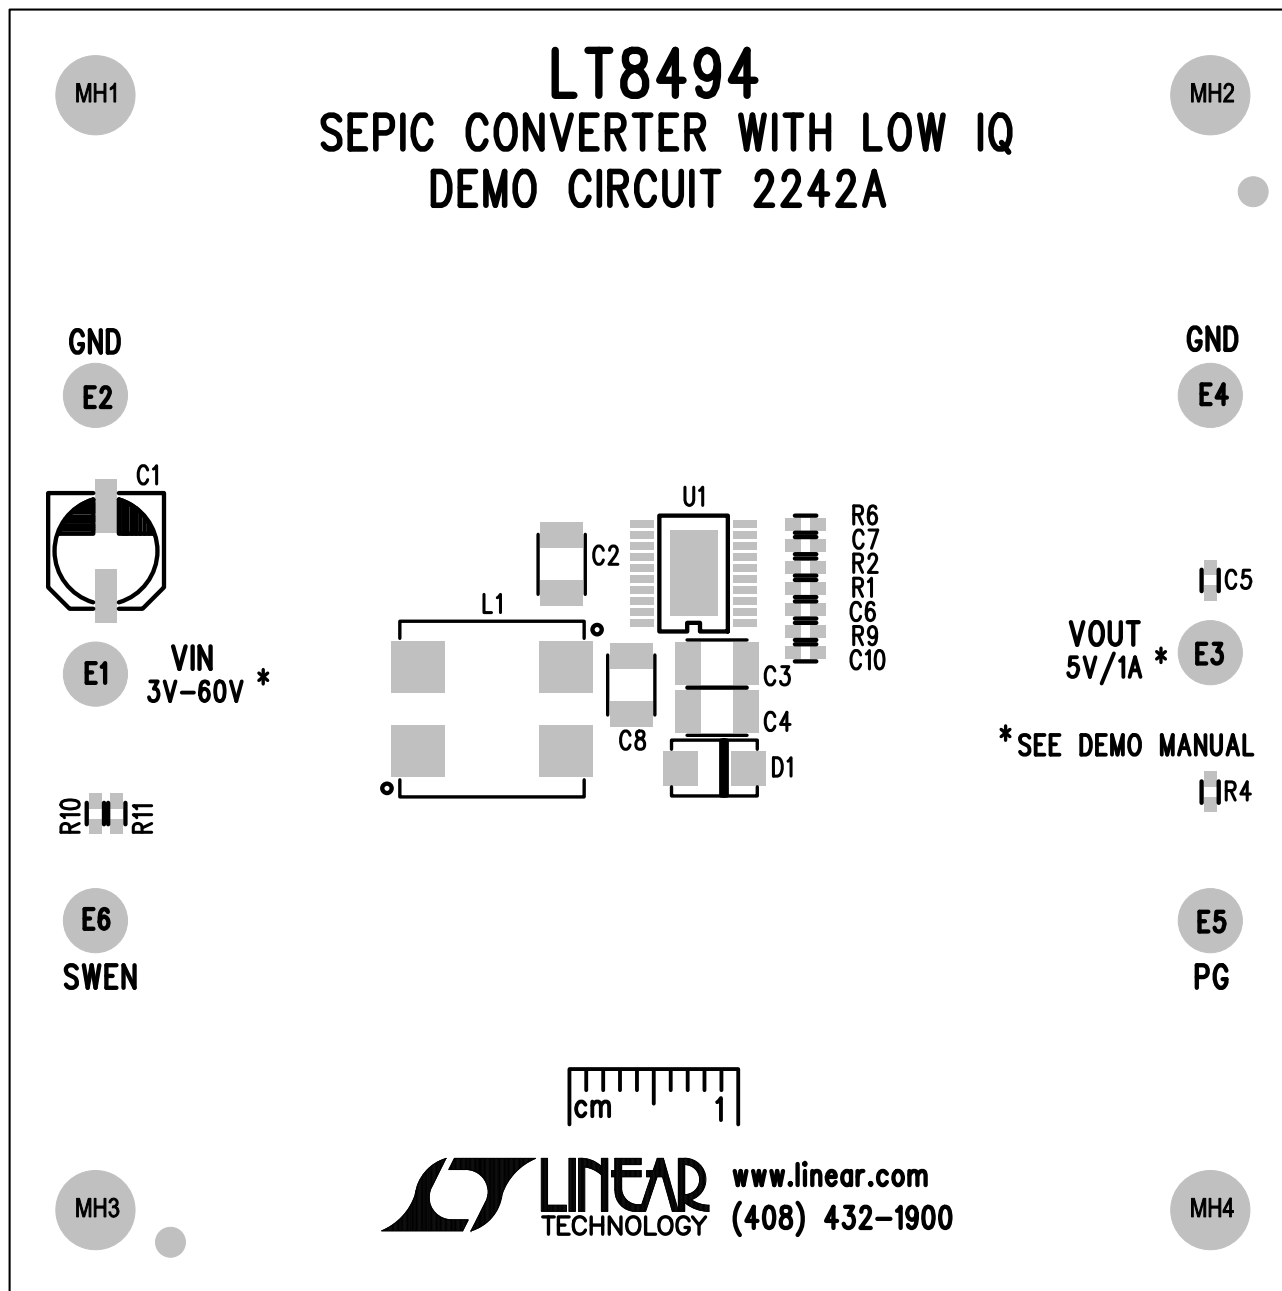 LT8494
SEPIC CONVERTER WITH LOW IQ
DEMO CIRCUIT 2242A
MH1
MH2
GND
E2
GND
E4
C1
U1
C2
R6
C7
R2
R1
C6
R9
C10
C5
L1
E1
VIN
3V-60V *
C3
C4
C8
D1
VOUT
5V/1A *
E3
*SEE DEMO MANUAL
R10
R11
R4
E6
SWEN
E5
PG
cm 1
MH3
LINEAR
TECHNOLOGY
www.linear.com
(408) 432-1900
MH4